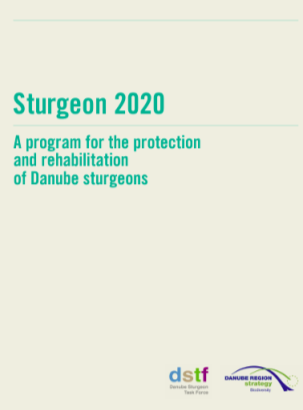 Sturgeon 2020
A program for the protection
and rehabilitation
of Danube sturgeons
dstf
Danube Sturgeon
Task Force
DANUBE REGION
strategy
Biodiversity